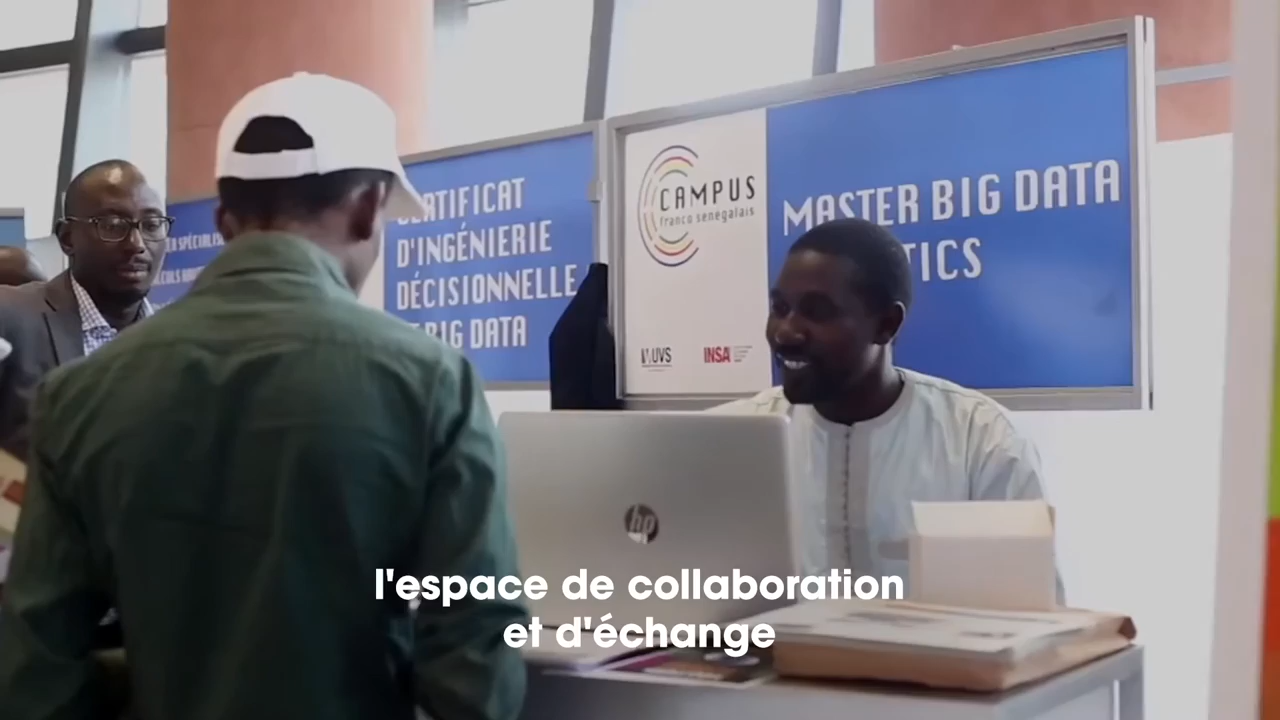 CERTIFICAT
D'INGÉNIERIE
DÉCISIONNELLE
BIG DATA
CAMPUS
franco sénégalais
UVS
INSA
MASTER BIG DATA
TICS
hp
l'espace de collaboration
et d'échange